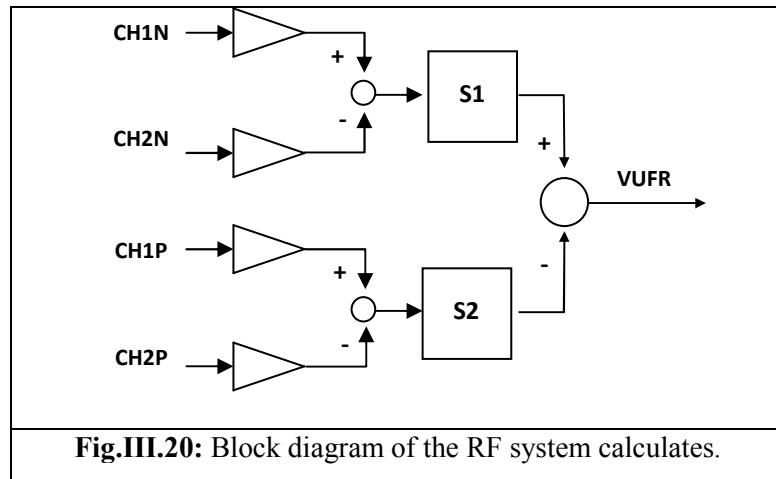 CH1N
+
S1
-
CH2N
+
VUFR
CH1P
-
+
S2
-
CH2P
Fig.III.20: Block diagram of the RF system calculates.